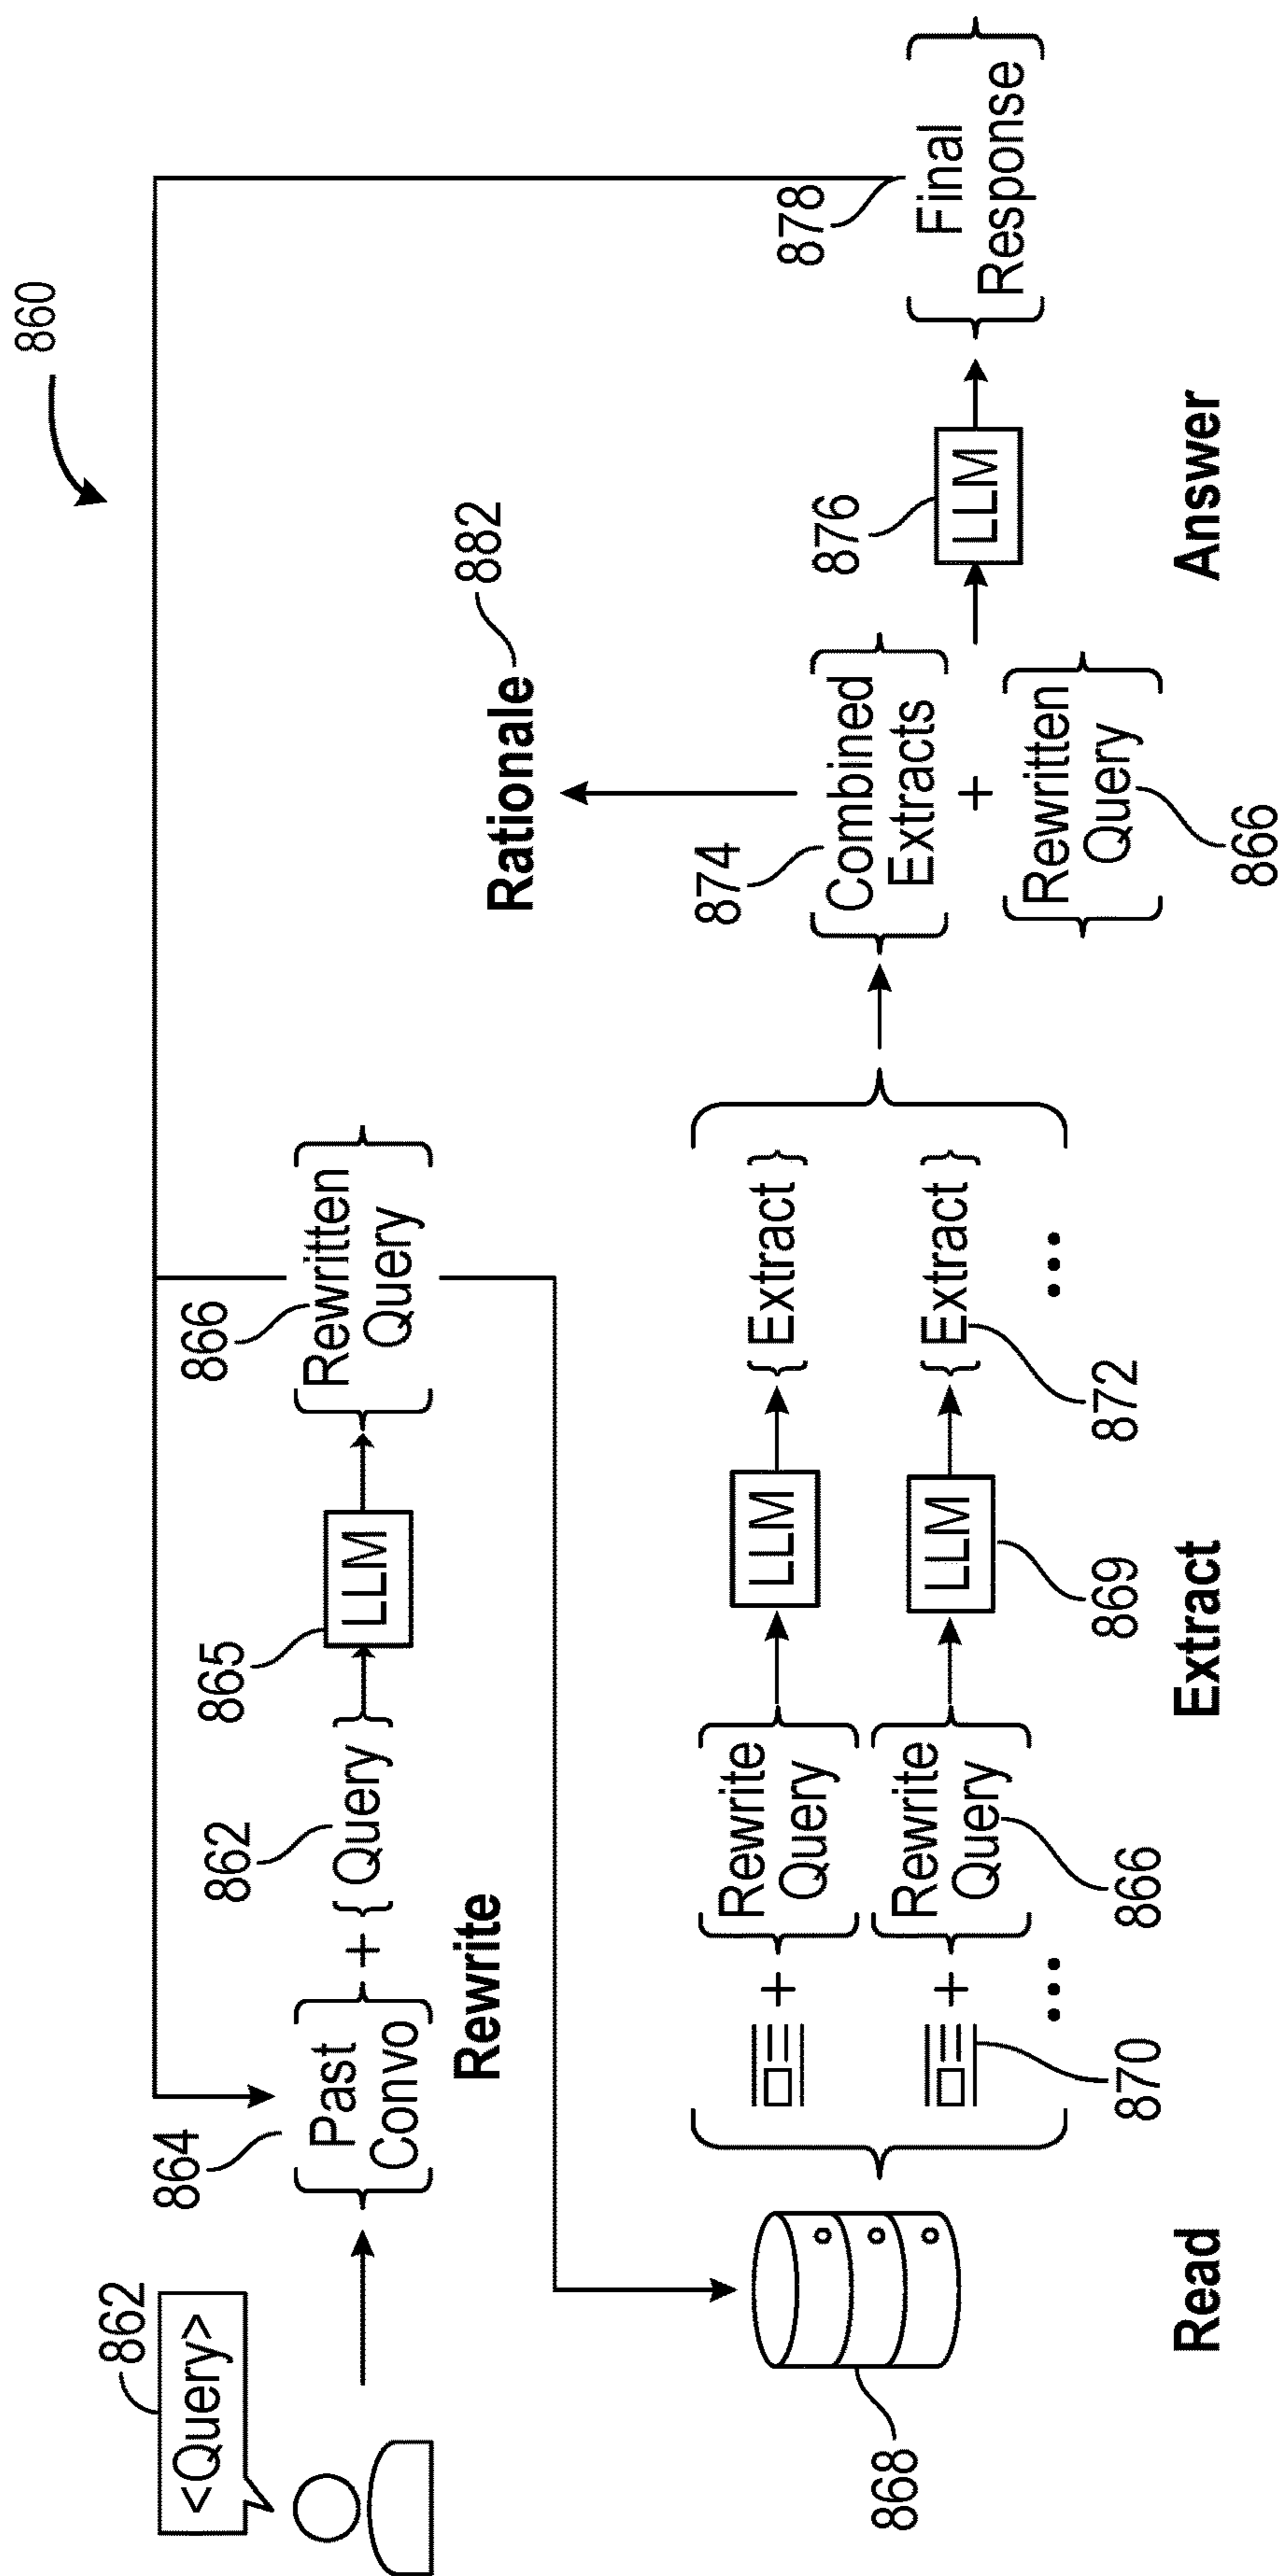 860
862
<Query>
864
{Past
Convo}
+
862
{Query}
865
LLM
866
{Rewritten
Query}
Rewrite
868
Read
+
{Rewrite
Query}
LLM
{Extract}
870
+
{Rewrite
Query}
866
LLM
869
{Extract}
872
...
...
Extract
Rationale
882
874
{Combined
Extracts}
+
{Rewritten
Query}
866
876
LLM
878
{Final
Response}
Answer